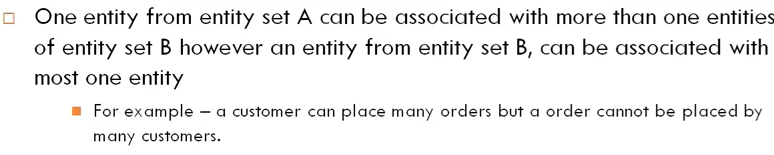 One entity from entity set A can be associated with more than one entities
of entity set B however an entity from entity set B, can be associated with
most one entity
For example – a customer can place many orders but a order cannot be placed by
many customers.